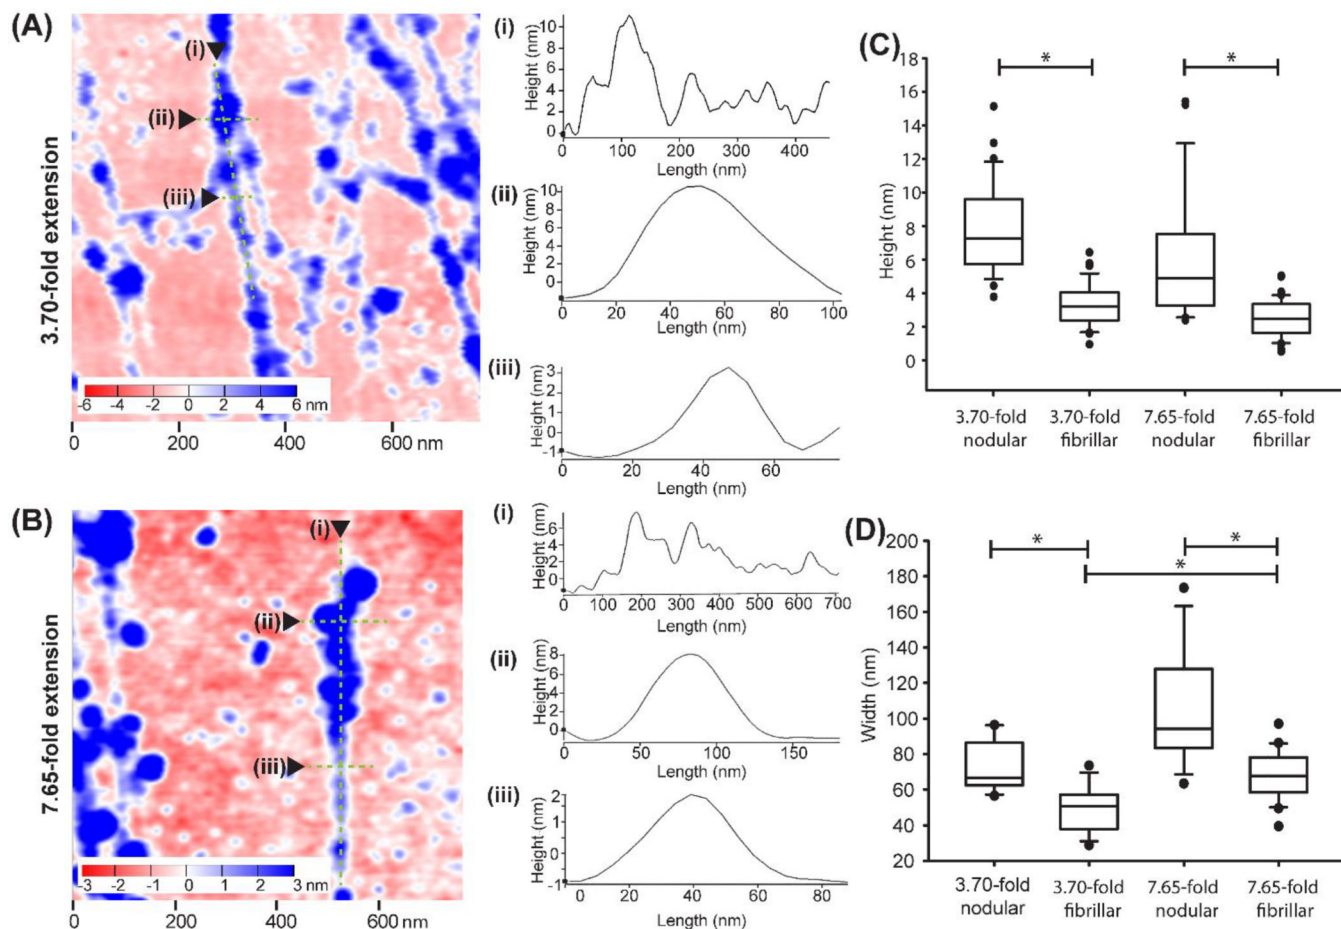 (A)
3.70-fold extension
(i)
(ii)
(iii)
-6 -4 -2 0 2 4 6 nm
0 200 400 600 nm
(i)
Height (nm)
10
8
6
4
2
0
0 100 200 300 400
Length (nm)
(ii)
Height (nm)
10
8
6
4
2
0
0 20 40 60 80 100
Length (nm)
(iii)
Height (nm)
3
2
1
0
-1
0 20 40 60
Length (nm)
(B)
7.65-fold extension
(i)
(ii)
(iii)
-3 -2 -1 0 1 2 3 nm
0 200 400 600 nm
(i)
Height (nm)
6
4
2
0
0 100 200 300 400 500 600 700
Length (nm)
(ii)
Height (nm)
8
6
4
2
0
0 50 100 150
Length (nm)
(iii)
Height (nm)
2
1
0
-1
0 20 40 60 80
Length (nm)
(C)
Height (nm)
18
16
14
12
10
8
6
4
2
0
* *
3.70-fold 3.70-fold 7.65-fold 7.65-fold
nodular fibrillar nodular fibrillar
(D)
Width (nm)
200
180
160
140
120
100
80
60
40
20
* * *
3.70-fold 3.70-fold 7.65-fold 7.65-fold
nodular fibrillar nodular fibrillar